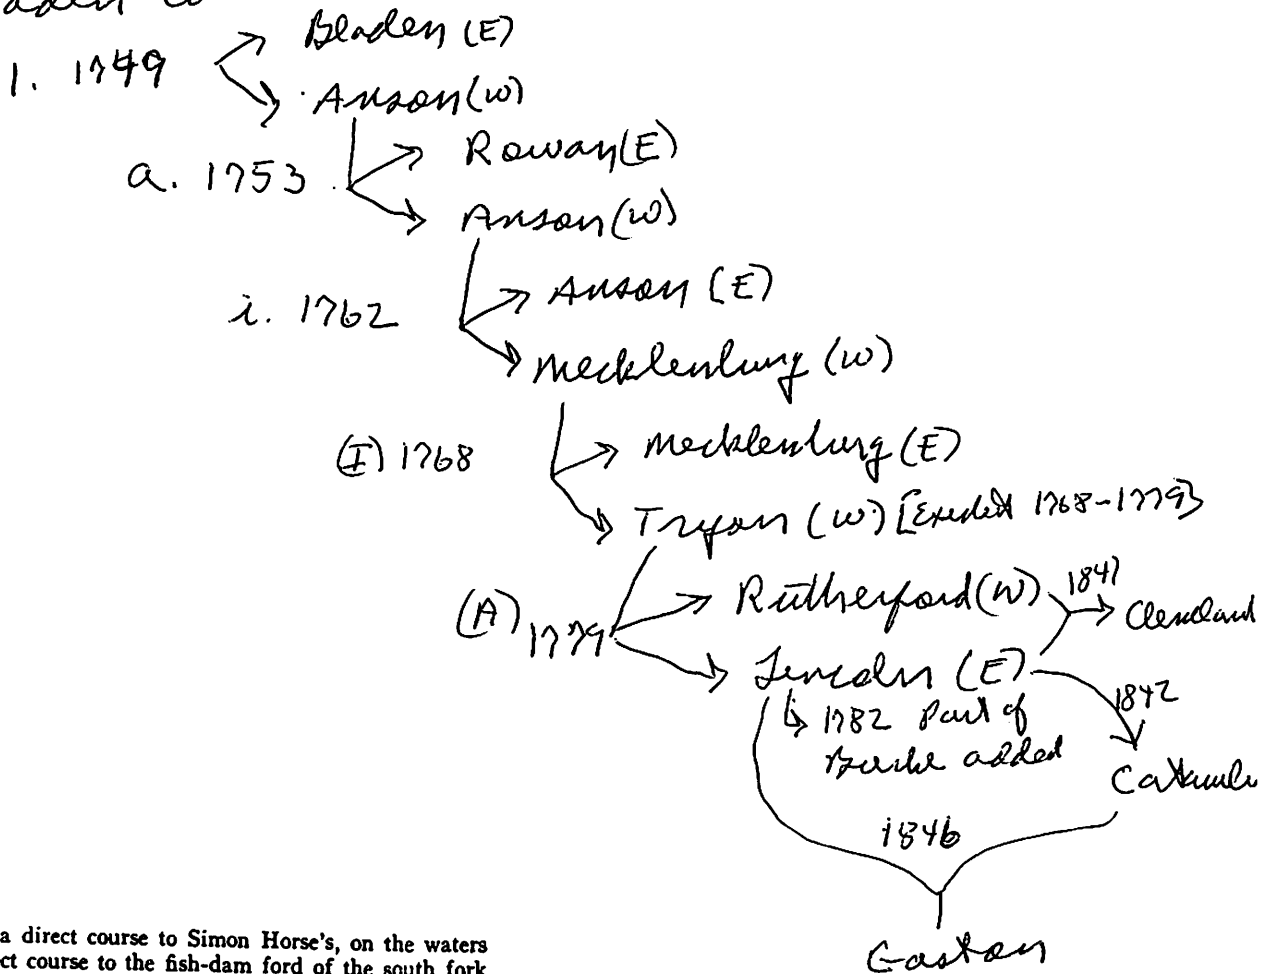 1. 1749
Bladen (E)
Anson (W)
a. 1753
Rowan (E)
Anson (W)
i. 1762
Anson (E)
Mecklenburg (W)
(I) 1768
Mecklenburg (E)
Tryon (W) [Existed 1768-1779]
(A) 1779
Rutherford (W)
1841
Cleveland
Lincoln (E)
1842
1782 Part of
Burke added
Catawba
1846
Gaston
a direct course to Simon Horse's, on the waters
ct course to the fish-dam ford of the south fork